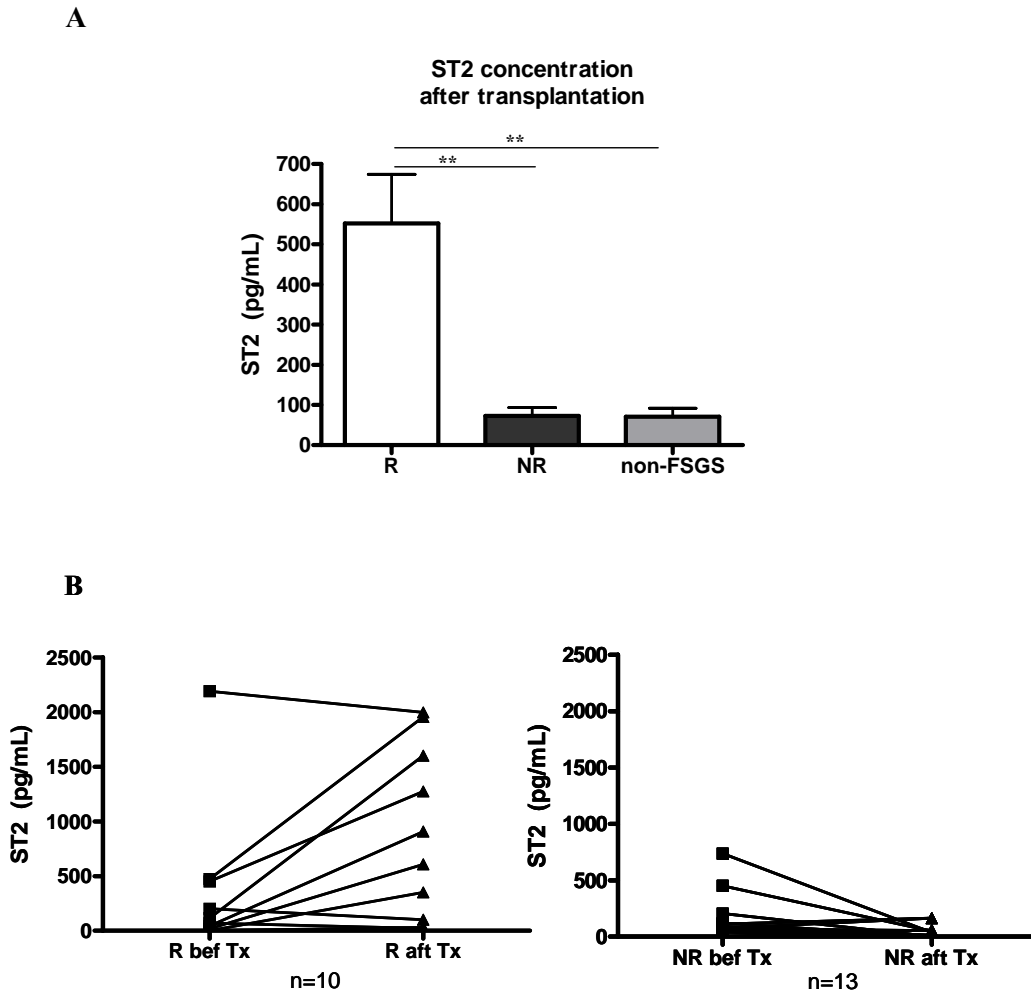 A
ST2 concentration
after transplantation
**
**
700
600
500
400
300
200
100
0
ST2 (pg/mL)
R NR non-FSGS
B
2500
2000
1500
1000
500
0
ST2 (pg/mL)
R bef Tx R aft Tx
n=10
2500
2000
1500
1000
500
0
ST2 (pg/mL)
NR bef Tx NR aft Tx
n=13